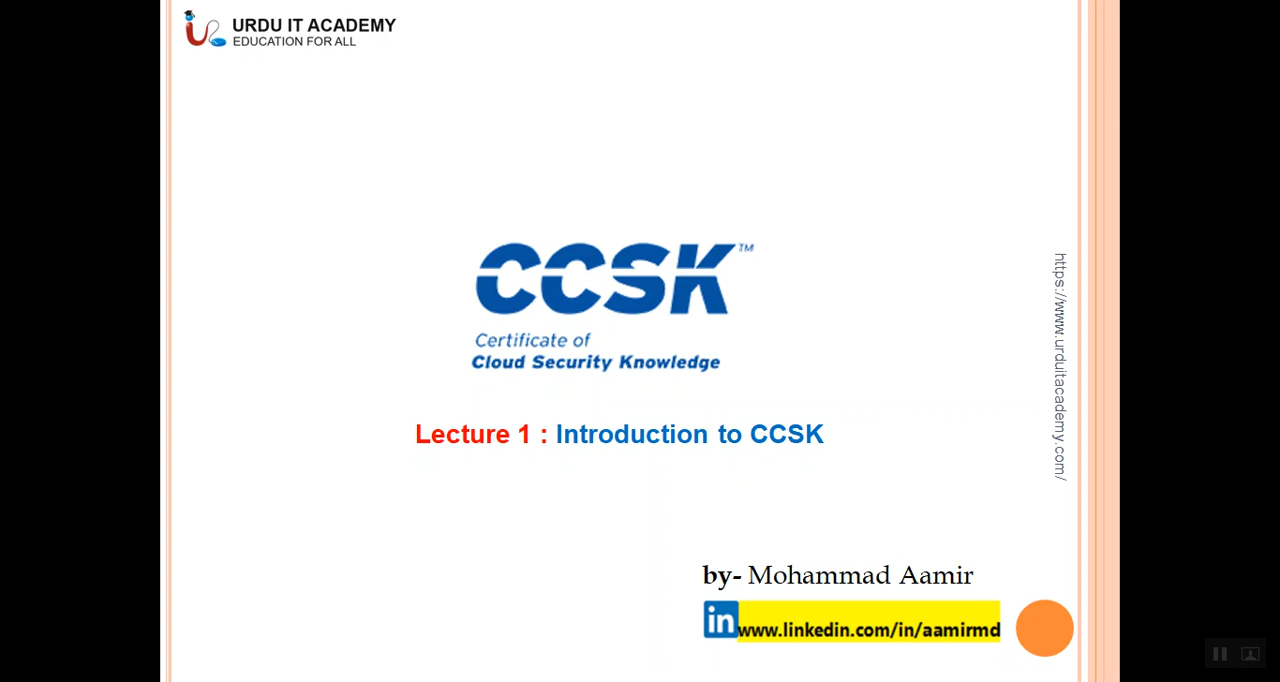 URDU IT ACADEMY
EDUCATION FOR ALL
CCSK™
Certificate of
Cloud Security Knowledge
Lecture 1 : Introduction to CCSK
https://www.urduitacademy.com/
by- Mohammad Aamir
in www.linkedin.com/in/aamirmd